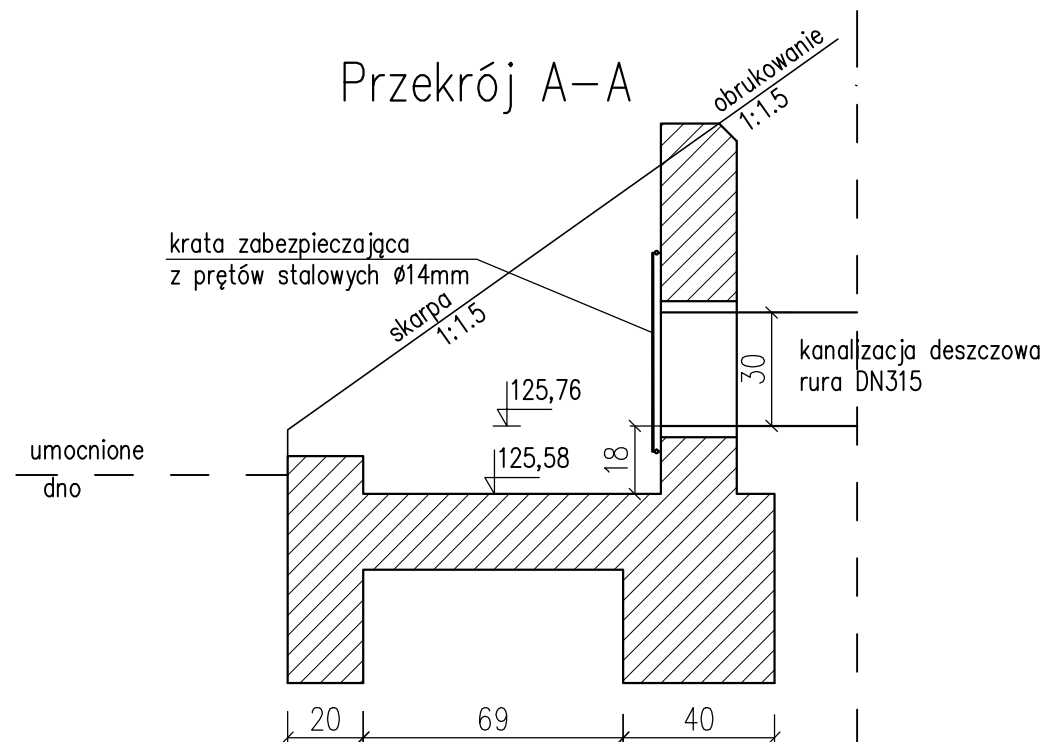 Przekrój A-A
obrukowanie
1:1.5
krata zabezpieczająca
z prętów stalowych Ø14mm
skarpa
1:1.5
kanalizacja deszczowa
rura DN315
30
125,76
125,58
18
umocnione
dno
20
69
40